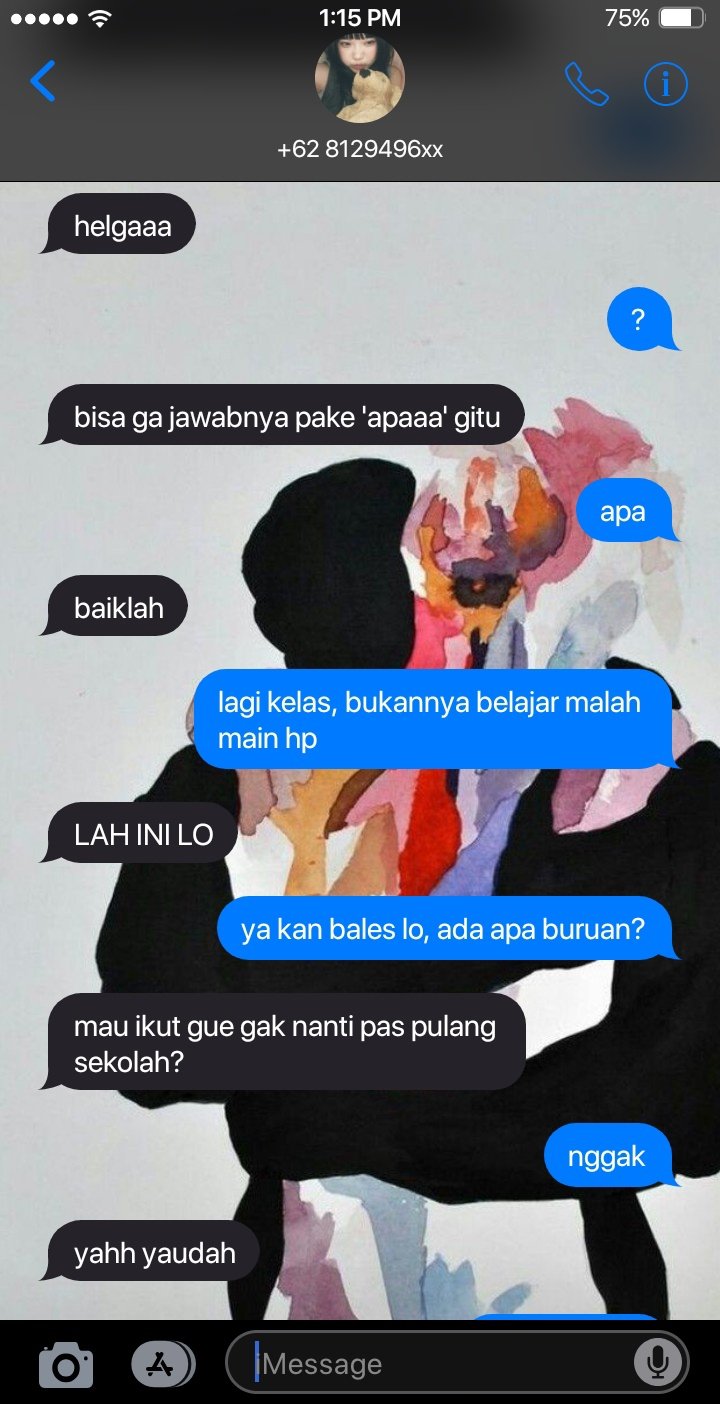 1:15 PM
75%
+62 8129496xx
helgaaa
?
bisa ga jawabnya pake 'apaaa' gitu
apa
baiklah
lagi kelas, bukannya belajar malah
main hp
LAH INI LO
ya kan bales lo, ada apa buruan?
mau ikut gue gak nanti pas pulang
sekolah?
nggak
yahh yaudah
iMessage